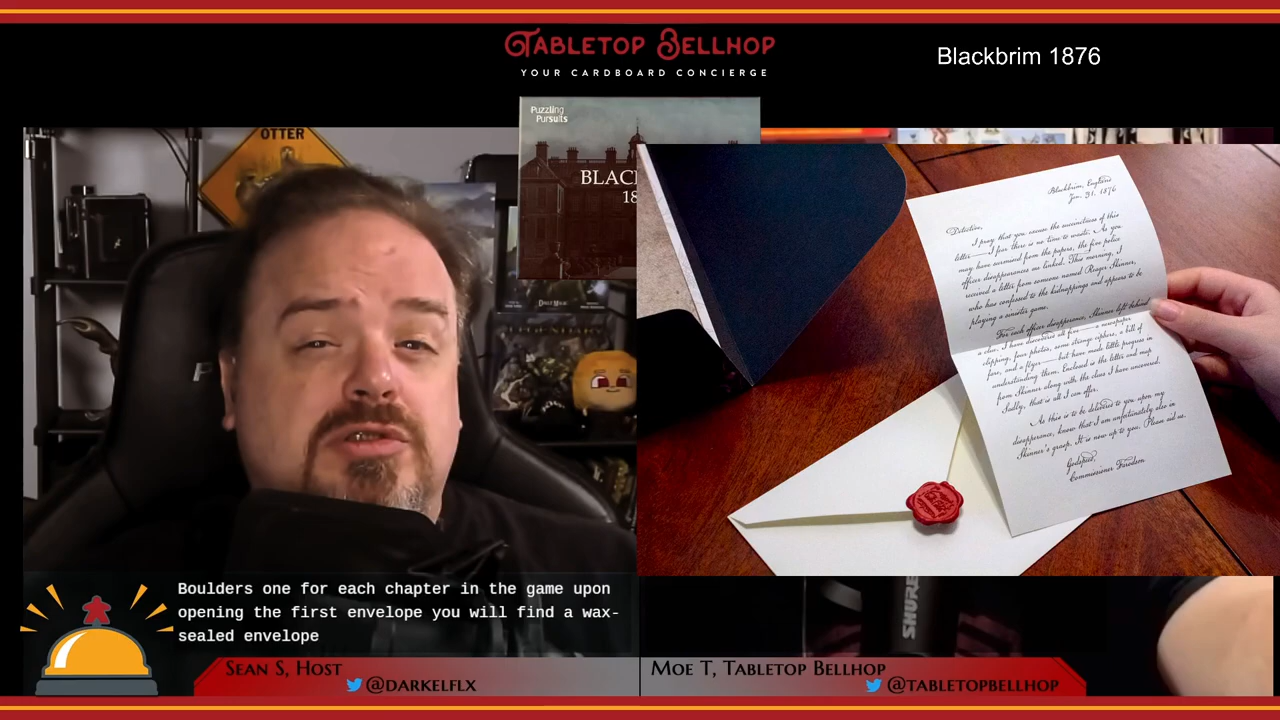 Tabletop Bellhop
YOUR CARDBOARD CONCIERGE
Blackbrim 1876
Puzzling
Pursuits
OTTER
BLAC
18
Blackbrim, England
Jan. 31, 1876
Detective,
I pray that you excuse the succinctness of this
letter—I fear there is no time to waste. As you
may have surmised from the papers, the five police
officer disappearances are linked. This morning, I
received a letter from someone named Roger Skinner,
who has confessed to the kidnappings and appears to be
playing a sinister game.
For each officer disappearance, Skinner left behind
a clue. I have discovered all five—a newspaper
clipping, four photos, some strange ciphers, a bill of
fare, and a flyer—but have made little progress in
understanding them. Enclosed is the letter and map
from Skinner along with the clues I have uncovered.
Sadly, that is all I can offer.
As this is to be delivered to you upon my
disapperance, know that I am unfortunately also in
Skinner's grasp. It is now up to you. Please aid us.
Godspeed,
Commissioner
SHURE
Boulders one for each chapter in the game upon
opening the first envelope you will find a wax-
sealed envelope
Sean S, Host
@DARKELFLX
Moe T, Tabletop Bellhop
@TABLETOPBELLHOP